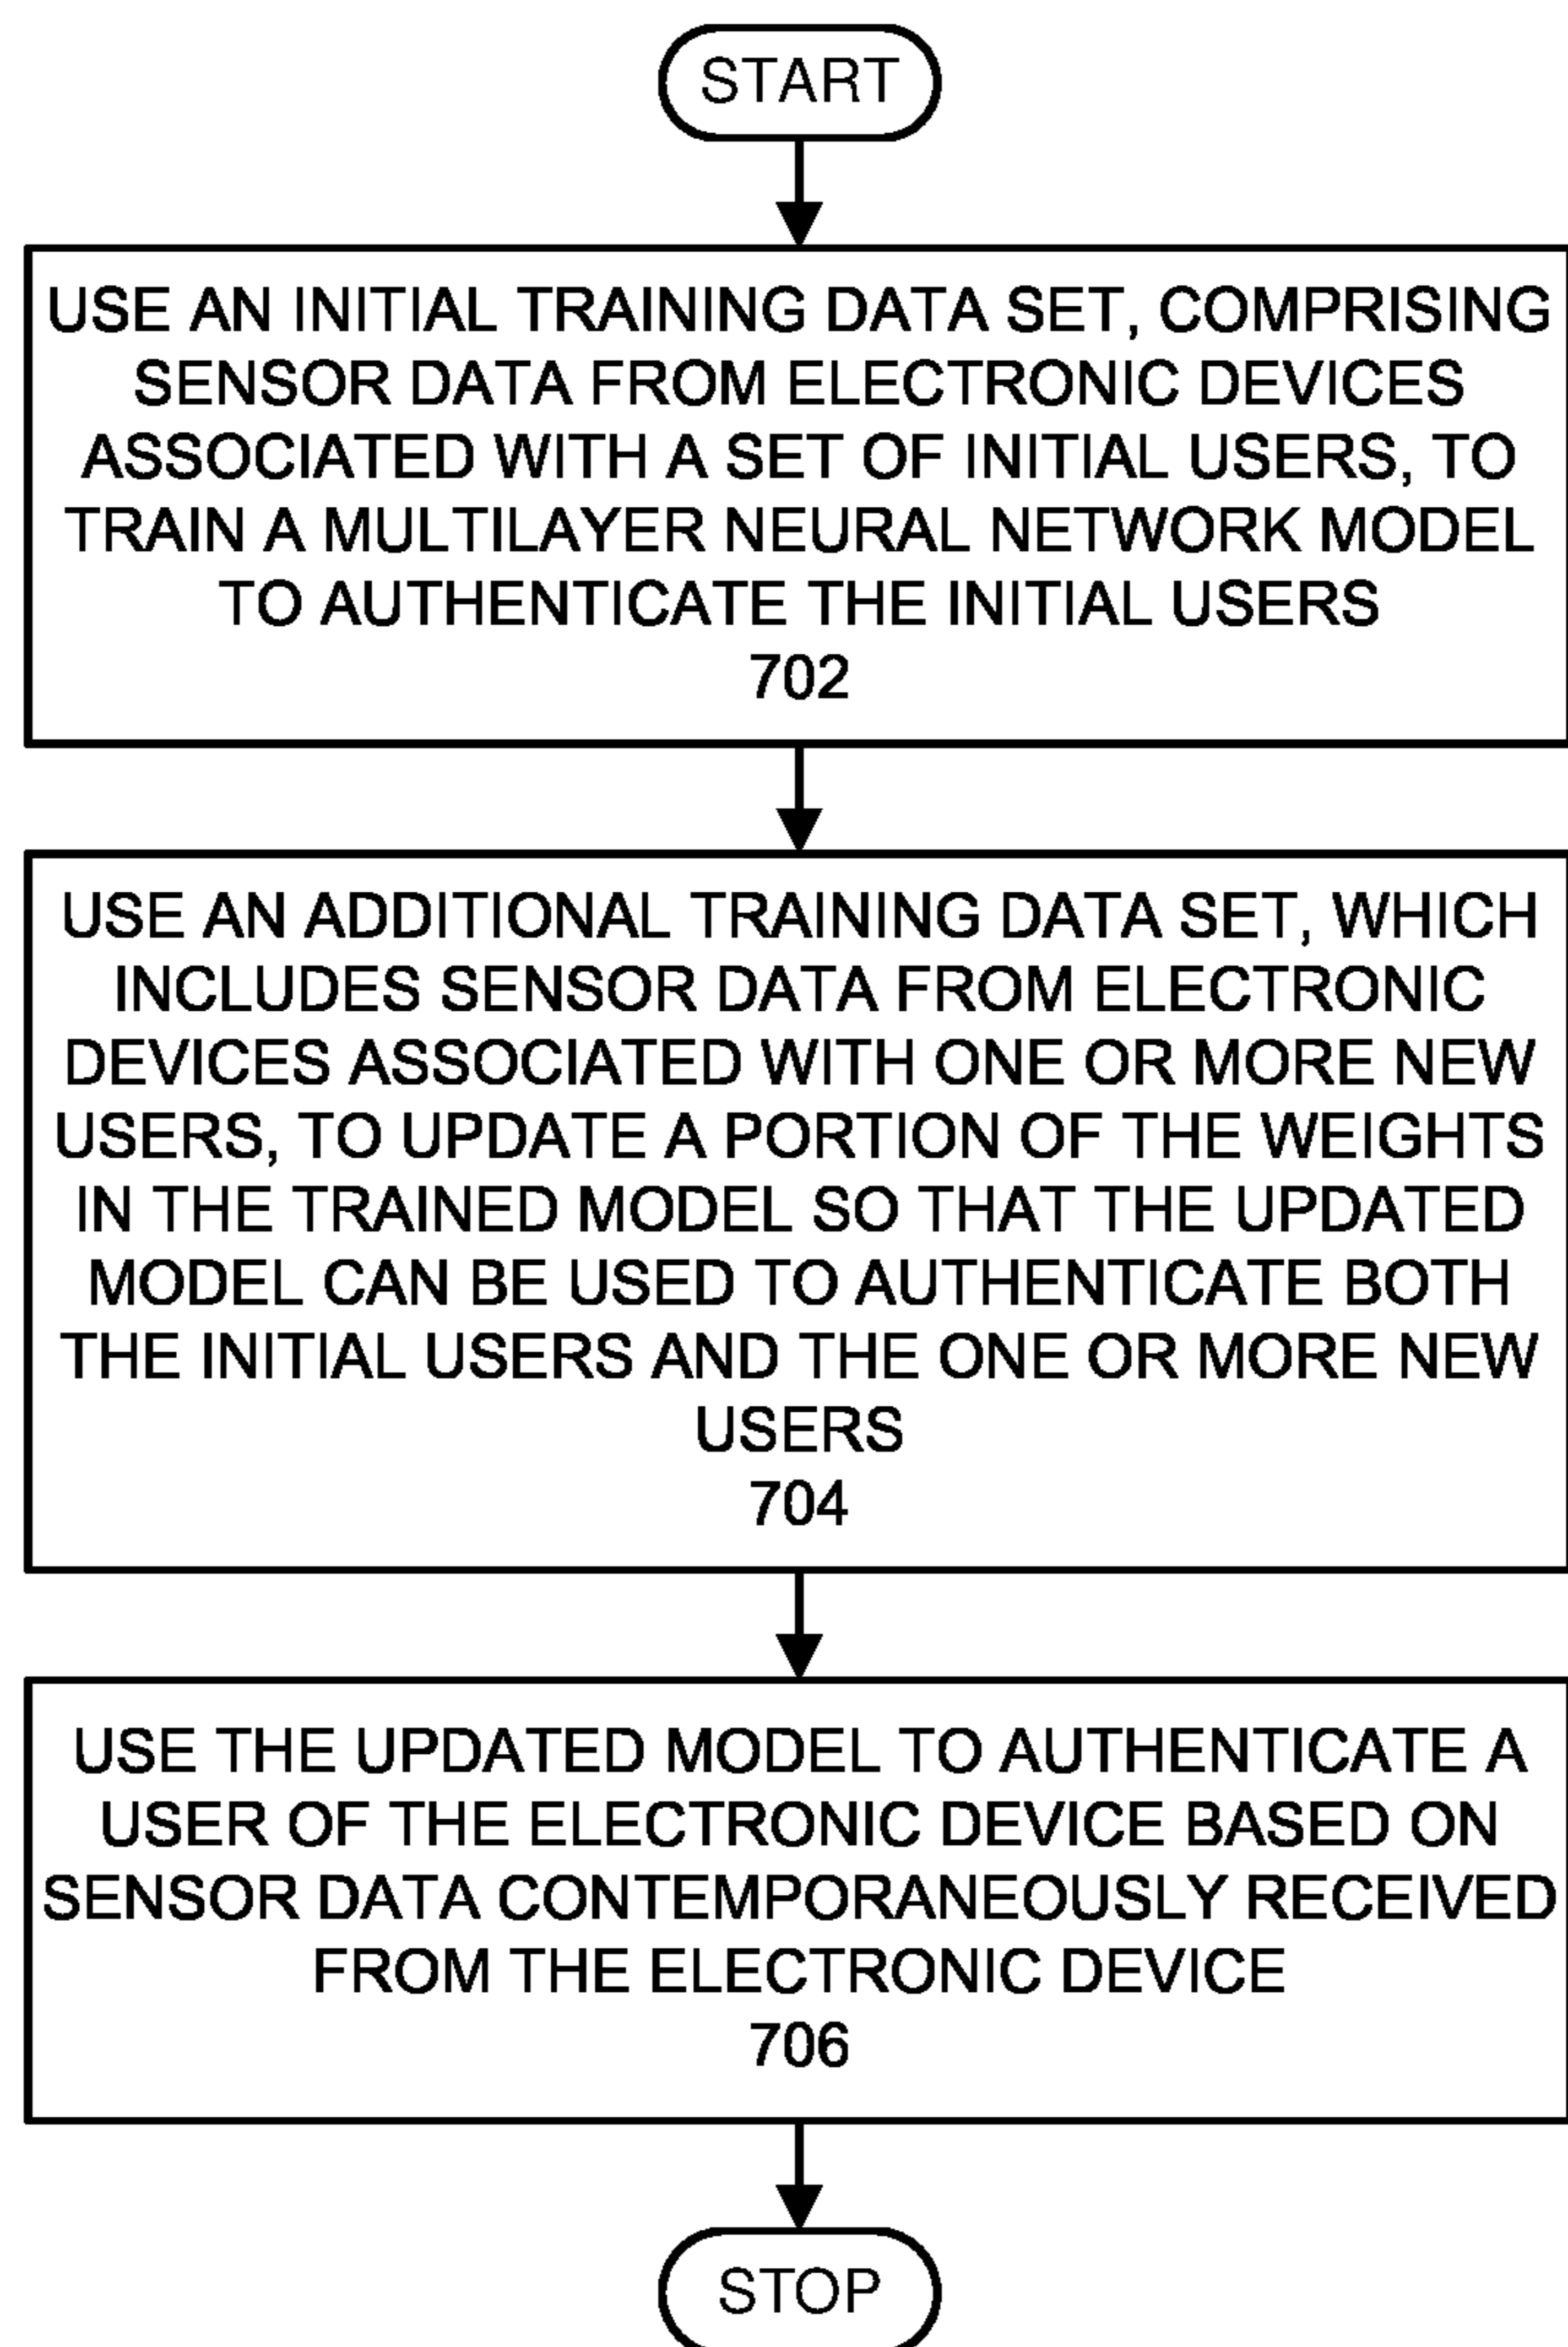 START
USE AN INITIAL TRAINING DATA SET, COMPRISING
SENSOR DATA FROM ELECTRONIC DEVICES
ASSOCIATED WITH A SET OF INITIAL USERS, TO
TRAIN A MULTILAYER NEURAL NETWORK MODEL
TO AUTHENTICATE THE INITIAL USERS
702
USE AN ADDITIONAL TRAINING DATA SET, WHICH
INCLUDES SENSOR DATA FROM ELECTRONIC
DEVICES ASSOCIATED WITH ONE OR MORE NEW
USERS, TO UPDATE A PORTION OF THE WEIGHTS
IN THE TRAINED MODEL SO THAT THE UPDATED
MODEL CAN BE USED TO AUTHENTICATE BOTH
THE INITIAL USERS AND THE ONE OR MORE NEW
USERS
704
USE THE UPDATED MODEL TO AUTHENTICATE A
USER OF THE ELECTRONIC DEVICE BASED ON
SENSOR DATA CONTEMPORANEOUSLY RECEIVED
FROM THE ELECTRONIC DEVICE
706
STOP